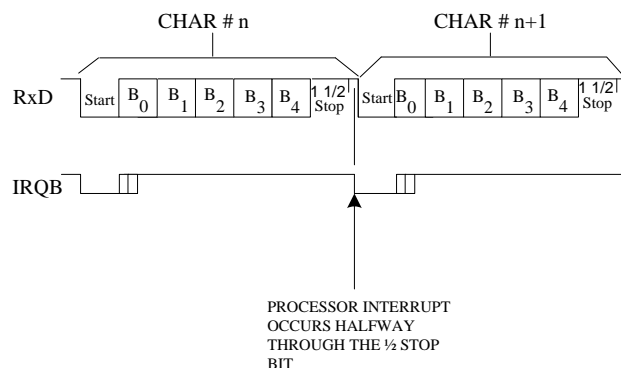 CHAR # n CHAR # n+1
RxD Start B0 B1 B2 B3 B4 1 1/2 Stop Start B0 B1 B2 B3 B4 1 1/2 Stop
IRQB
PROCESSOR INTERRUPT
OCCURS HALFWAY
THROUGH THE ½ STOP
BIT